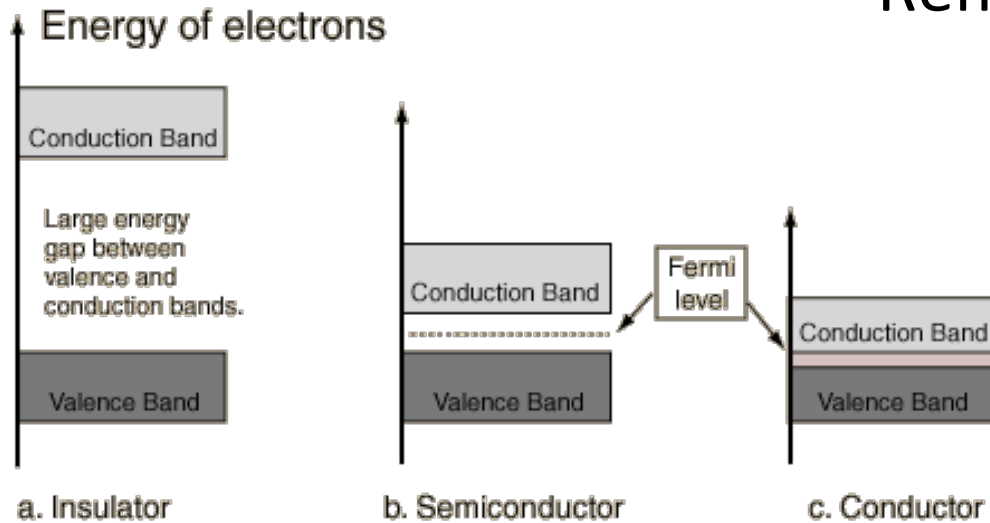 Energy of electrons
Conduction Band
Large energy
gap between
valence and
conduction bands.
Valence Band
a. Insulator
Conduction Band
Valence Band
b. Semiconductor
Fermi
level
Conduction Band
Valence Band
c. Conductor